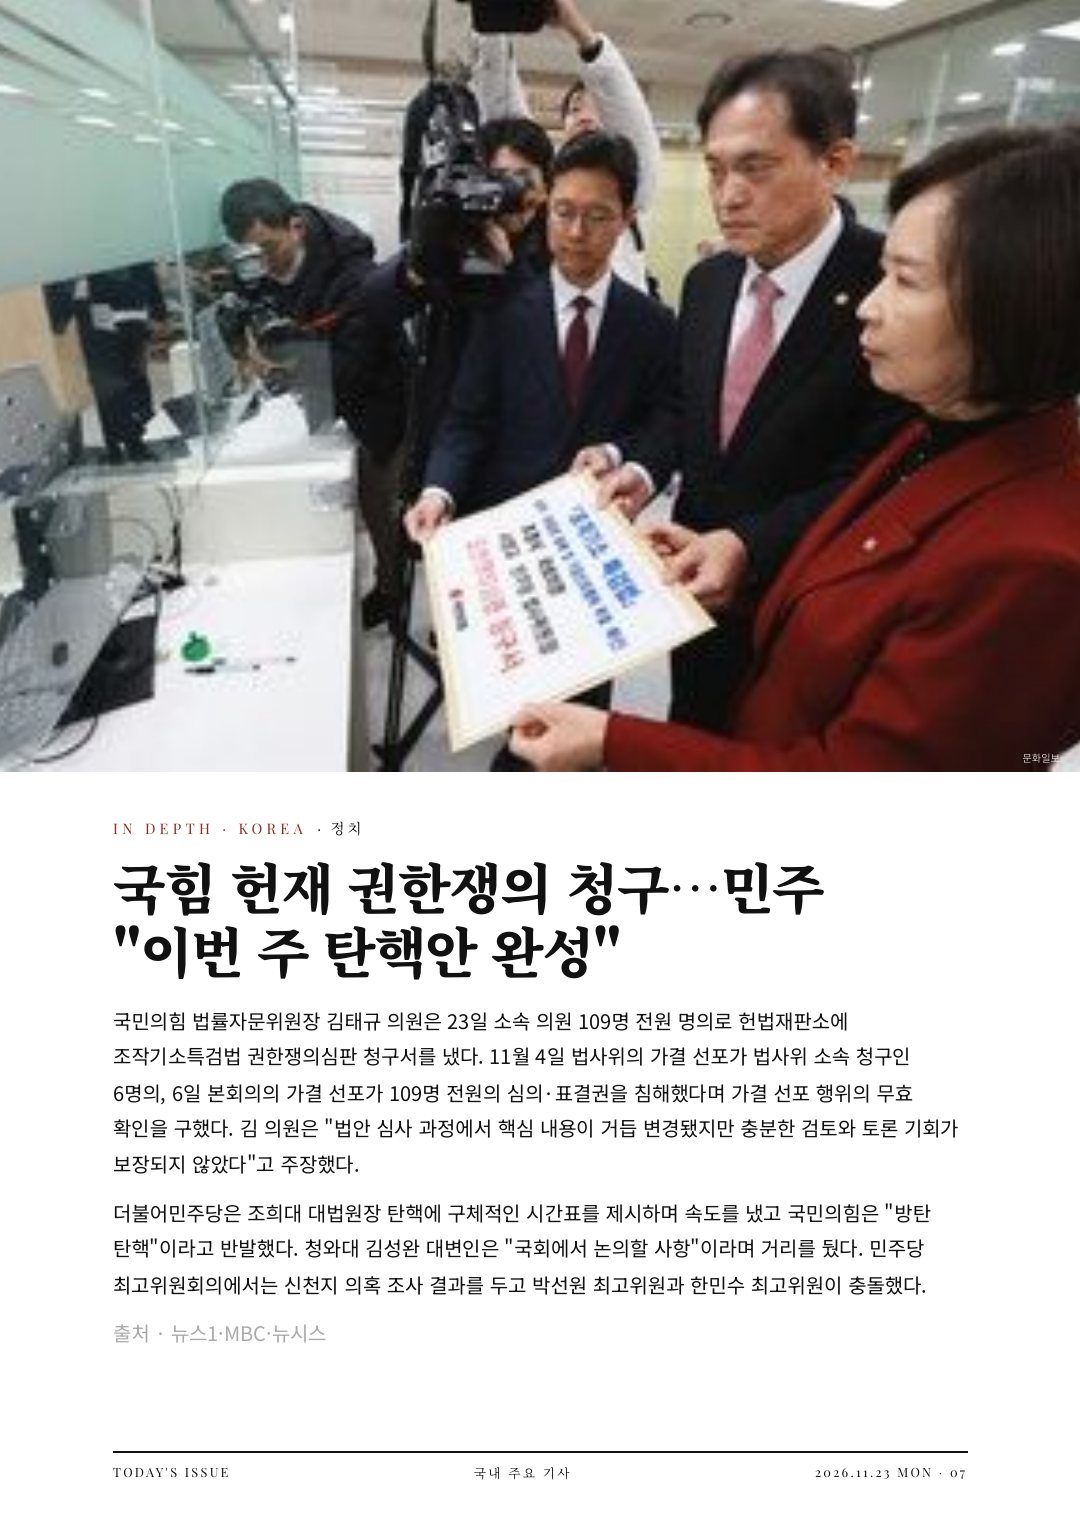 문화일보
IN DEPTH · KOREA · 정치
국힘 헌재 권한쟁의 청구…민주
"이번 주 탄핵안 완성"
국민의힘 법률자문위원장 김태규 의원은 23일 소속 의원 109명 전원 명의로 헌법재판소에
조작기소특검법 권한쟁의심판 청구서를 냈다. 11월 4일 법사위의 가결 선포가 법사위 소속 청구인
6명의, 6일 본회의의 가결 선포가 109명 전원의 심의·표결권을 침해했다며 가결 선포 행위의 무효
확인을 구했다. 김 의원은 "법안 심사 과정에서 핵심 내용이 거듭 변경됐지만 충분한 검토와 토론 기회가
보장되지 않았다"고 주장했다.
더불어민주당은 조희대 대법원장 탄핵에 구체적인 시간표를 제시하며 속도를 냈고 국민의힘은 "방탄
탄핵"이라고 반발했다. 청와대 김성완 대변인은 "국회에서 논의할 사항"이라며 거리를 뒀다. 민주당
최고위원회의에서는 신천지 의혹 조사 결과를 두고 박선원 최고위원과 한민수 최고위원이 충돌했다.
출처 · 뉴스1·MBC·뉴시스
TODAY'S ISSUE
국내 주요 기사
2026.11.23 MON · 07